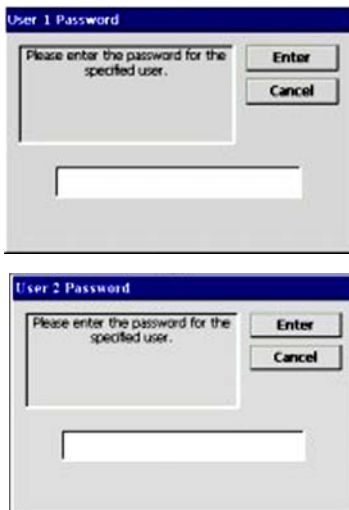 User 1 Password
Please enter the password for the
specified user.
Enter
Cancel
User 2 Password
Please enter the password for the
specified user.
Enter
Cancel